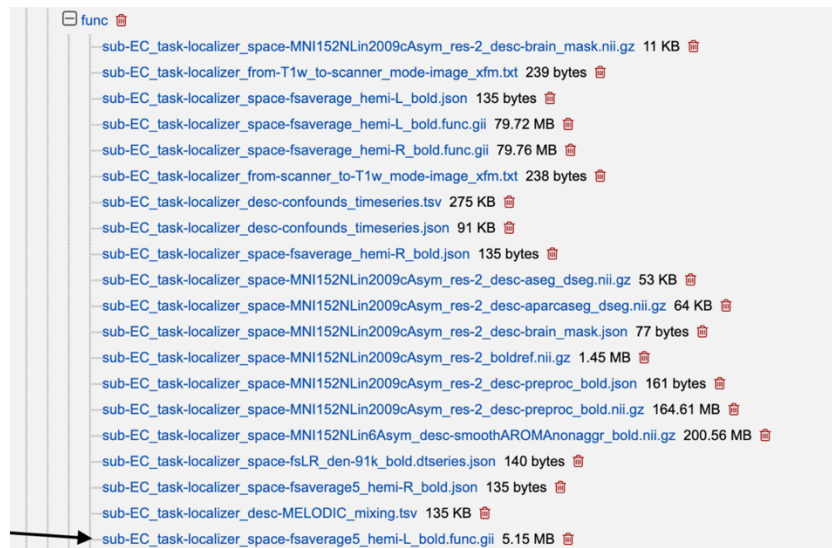 func
sub-EC_task-localizer_space-MNI152NLin2009cAsym_res-2_desc-brain_mask.nii.gz 11 KB
sub-EC_task-localizer_from-T1w_to-scanner_mode-image_xfm.txt 239 bytes
sub-EC_task-localizer_space-fsaverage_hemi-L_bold.json 135 bytes
sub-EC_task-localizer_space-fsaverage_hemi-L_bold.func.gii 79.72 MB
sub-EC_task-localizer_space-fsaverage_hemi-R_bold.func.gii 79.76 MB
sub-EC_task-localizer_from-scanner_to-T1w_mode-image_xfm.txt 238 bytes
sub-EC_task-localizer_desc-confounds_timeseries.tsv 275 KB
sub-EC_task-localizer_desc-confounds_timeseries.json 91 KB
sub-EC_task-localizer_space-fsaverage_hemi-R_bold.json 135 bytes
sub-EC_task-localizer_space-MNI152NLin2009cAsym_res-2_desc-aseg_dseg.nii.gz 53 KB
sub-EC_task-localizer_space-MNI152NLin2009cAsym_res-2_desc-aparcaseg_dseg.nii.gz 64 KB
sub-EC_task-localizer_space-MNI152NLin2009cAsym_res-2_desc-brain_mask.json 77 bytes
sub-EC_task-localizer_space-MNI152NLin2009cAsym_res-2_boldref.nii.gz 1.45 MB
sub-EC_task-localizer_space-MNI152NLin2009cAsym_res-2_desc-preproc_bold.json 161 bytes
sub-EC_task-localizer_space-MNI152NLin2009cAsym_res-2_desc-preproc_bold.nii.gz 164.61 MB
sub-EC_task-localizer_space-MNI152NLin6Asym_desc-smoothAROMAnonaggr_bold.nii.gz 200.56 MB
sub-EC_task-localizer_space-fsLR_den-91k_bold.dtseries.json 140 bytes
sub-EC_task-localizer_space-fsaverage5_hemi-R_bold.json 135 bytes
sub-EC_task-localizer_desc-MELODIC_mixing.tsv 135 KB
sub-EC_task-localizer_space-fsaverage5_hemi-L_bold.func.gii 5.15 MB